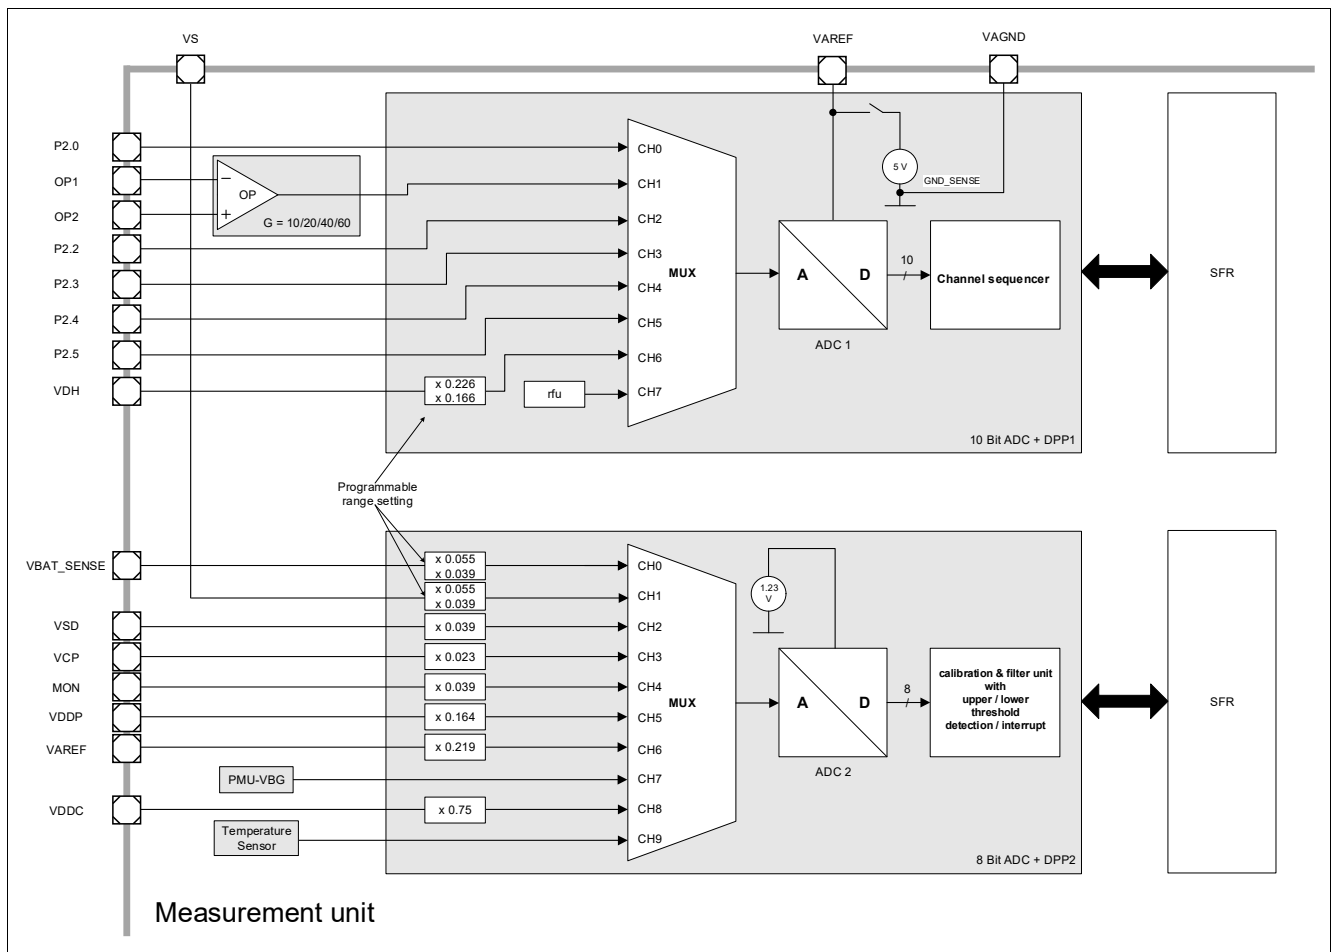 VS
VAREF
VAGND
P2.0
OP1
OP2
P2.2
P2.3
P2.4
P2.5
VDH
−
OP
+
G = 10/20/40/60
x 0.226
x 0.166
rfu
CH0
CH1
CH2
CH3
CH4
CH5
CH6
CH7
MUX
5 V
GND_SENSE
A
D
ADC 1
10
Channel sequencer
10 Bit ADC + DPP1
SFR
Programmable
range setting
VBAT_SENSE
VSD
VCP
MON
VDDP
VAREF
VDDC
PMU-VBG
Temperature
Sensor
x 0.055
x 0.039
x 0.055
x 0.039
x 0.039
x 0.023
x 0.039
x 0.164
x 0.219
x 0.75
CH0
CH1
CH2
CH3
CH4
CH5
CH6
CH7
CH8
CH9
MUX
1.23
V
A
D
ADC 2
8
calibration & filter unit
with
upper / lower
threshold
detection / interrupt
8 Bit ADC + DPP2
SFR
Measurement unit